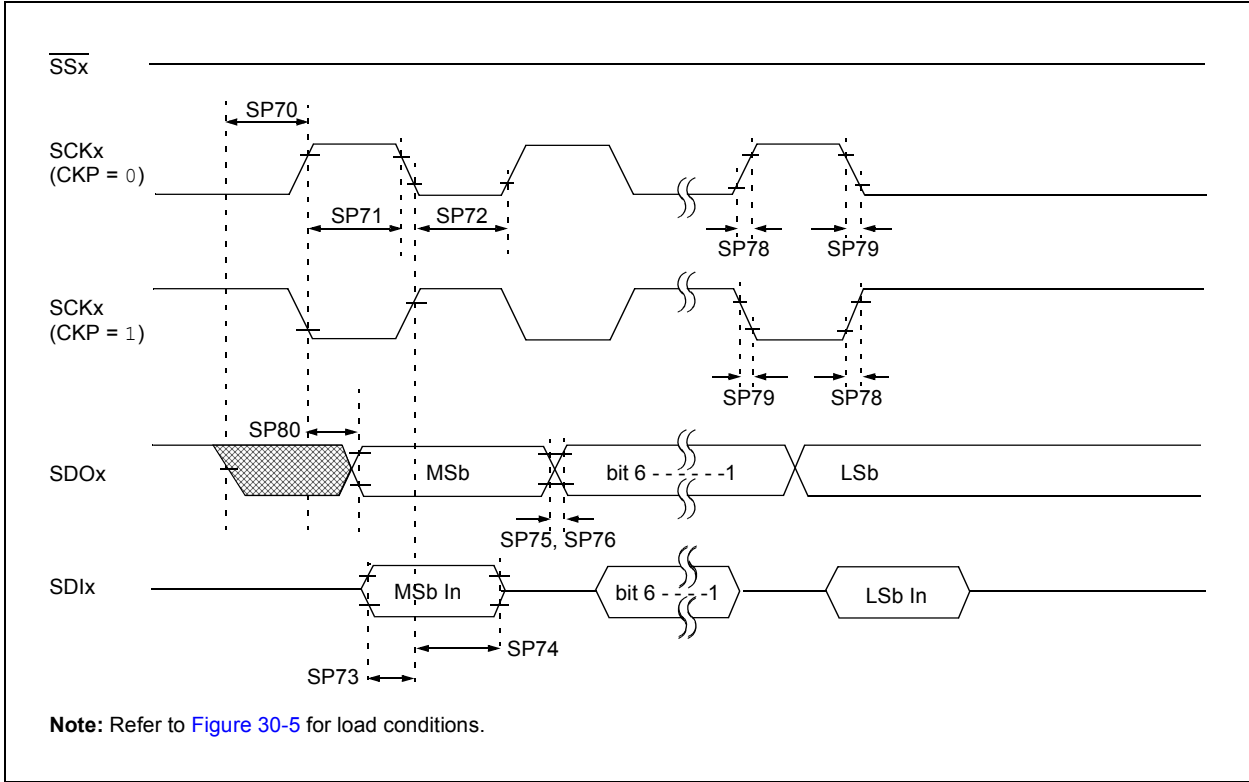 SSx
SP70
SCKx
(CKP = 0)
SP71
SP72
SP78
SP79
SCKx
(CKP = 1)
SP79
SP78
SP80
SDOx
MSb
bit 6 - - - - - -1
LSb
SP75, SP76
SDIx
MSb In
bit 6 - - - - -1
LSb In
SP74
SP73
Note: Refer to Figure 30-5 for load conditions.